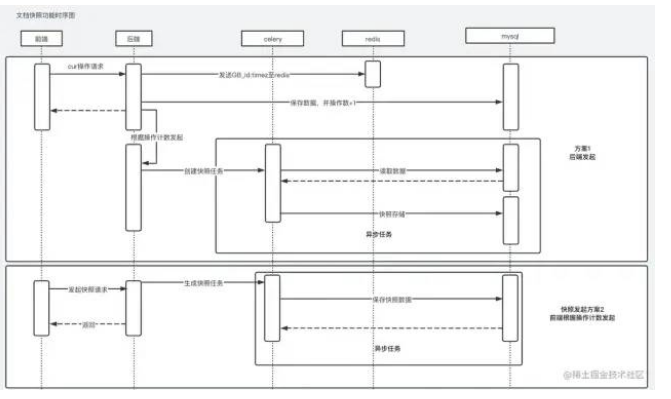 文档快照功能时序图
前端
后端
celery
redis
mysql
cur操作请求
发送GB_id:timez至redis
保存数据，并操作数+1
根据操作计数发起
创建快照任务
读取数据
快照存储
异步任务
方案1
后端发起
发起快照请求
生成快照任务
保存快照数据
返回
异步任务
快照发起方案2
前端根据操作计数发起
@稀土掘金技术社区